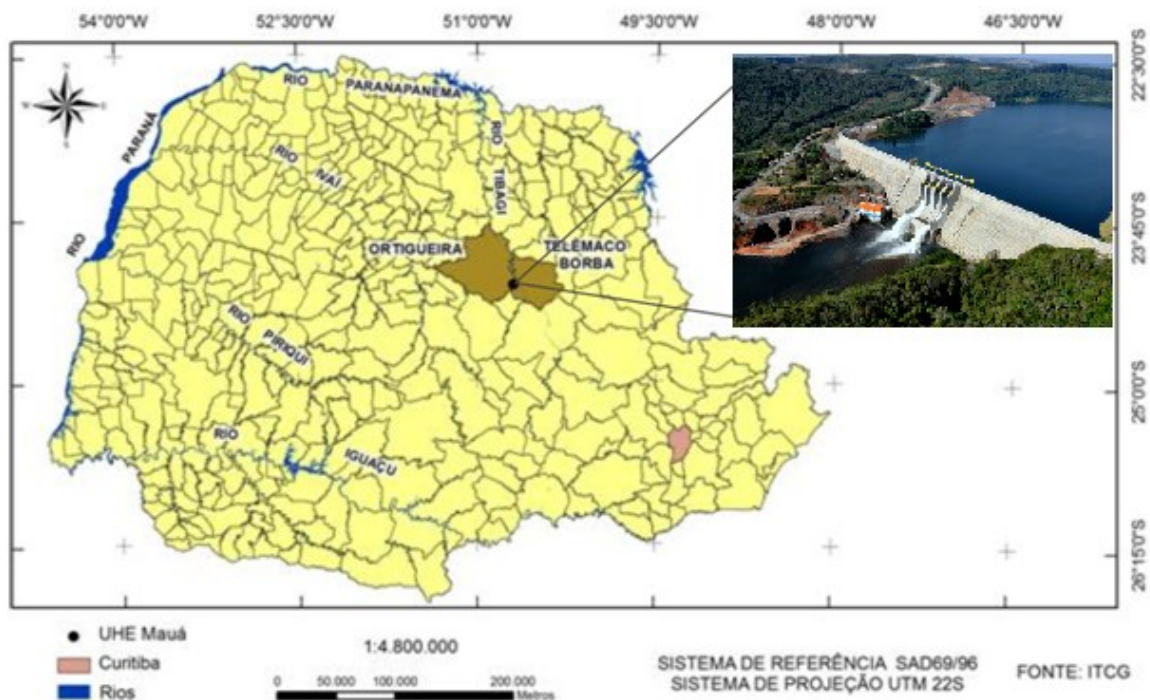 54°0'0"W 52°30'0"W 51°0'0"W 49°30'0"W 48°0'0"W 46°30'0"W
22°30'0"S
23°45'0"S
25°0'0"S
26°15'0"S
RIO PARANAPANEMA
RIO PARANÁ
RIO IVAÍ
RIO TIBAGI
ORTIGUEIRA
TELÊMACO
BORBA
RIO PIRIQUI
RIO IGUAÇU
UHE Mauá
Curitiba
Rios
1:4.800.000
0 50.000 100.000 200.000
Metros
SISTEMA DE REFERÊNCIA SAD69/96
SISTEMA DE PROJEÇÃO UTM 22S
FONTE: ITCG